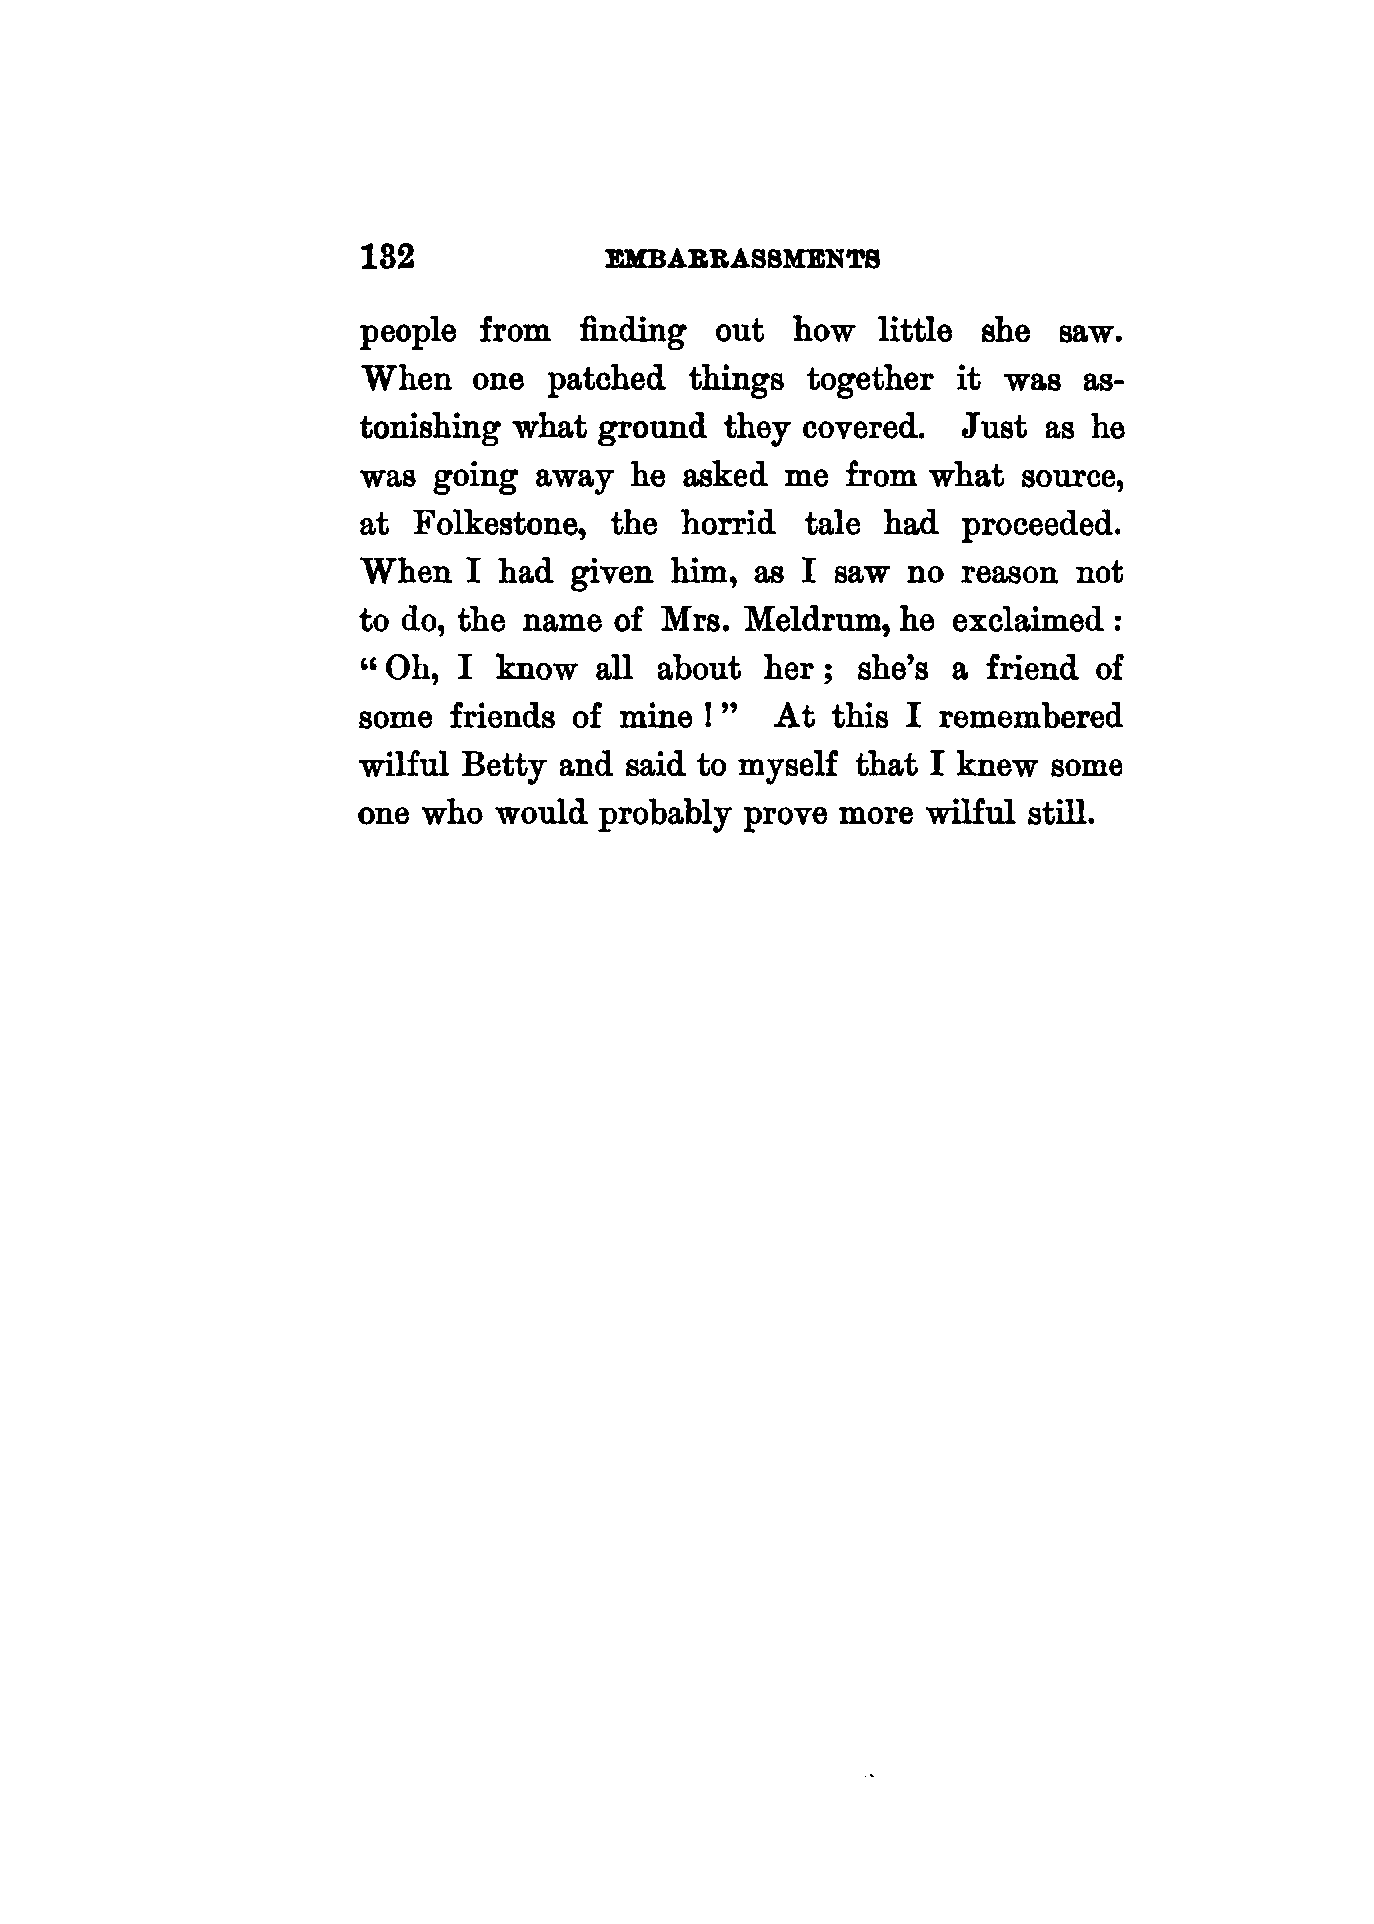 132 EMBARRASSMENTS
people from finding out how little she saw.
When one patched things together it was as-
tonishing what ground they covered. Just as he
was going away he asked me from what source,
at Folkestone, the horrid tale had proceeded.
When I had given him, as I saw no reason not
to do, the name of Mrs. Meldrum, he exclaimed :
“ Oh, I know all about her ; she’s a friend of
some friends of mine ! ” At this I remembered
wilful Betty and said to myself that I knew some
one who would probably prove more wilful still.